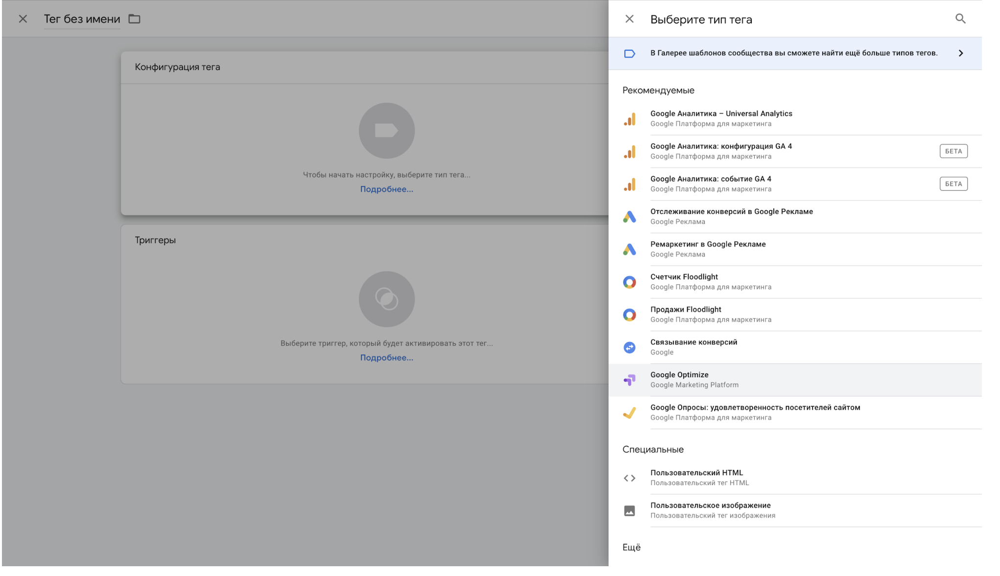 Тег без имени
Конфигурация тега
Чтобы начать настройку, выберите тип тега...
Подробнее...
Триггеры
Выберите триггер, который будет активировать этот тег...
Подробнее...
Выберите тип тега
В Галерее шаблонов сообщества вы сможете найти ещё больше типов тегов.
Рекомендуемые
Google Аналитика – Universal Analytics
Google Платформа для маркетинга
Google Аналитика: конфигурация GA 4
Google Платформа для маркетинга
БЕТА
Google Аналитика: событие GA 4
Google Платформа для маркетинга
БЕТА
Отслеживание конверсий в Google Рекламе
Google Реклама
Ремаркетинг в Google Рекламе
Google Реклама
Счетчик Floodlight
Google Платформа для маркетинга
Продажи Floodlight
Google Платформа для маркетинга
Связывание конверсий
Google
Google Optimize
Google Marketing Platform
Google Опросы: удовлетворенность посетителей сайтом
Google Платформа для маркетинга
Специальные
Пользовательский HTML
Пользовательский тег HTML
Пользовательское изображение
Пользовательский тег изображения
Ещё